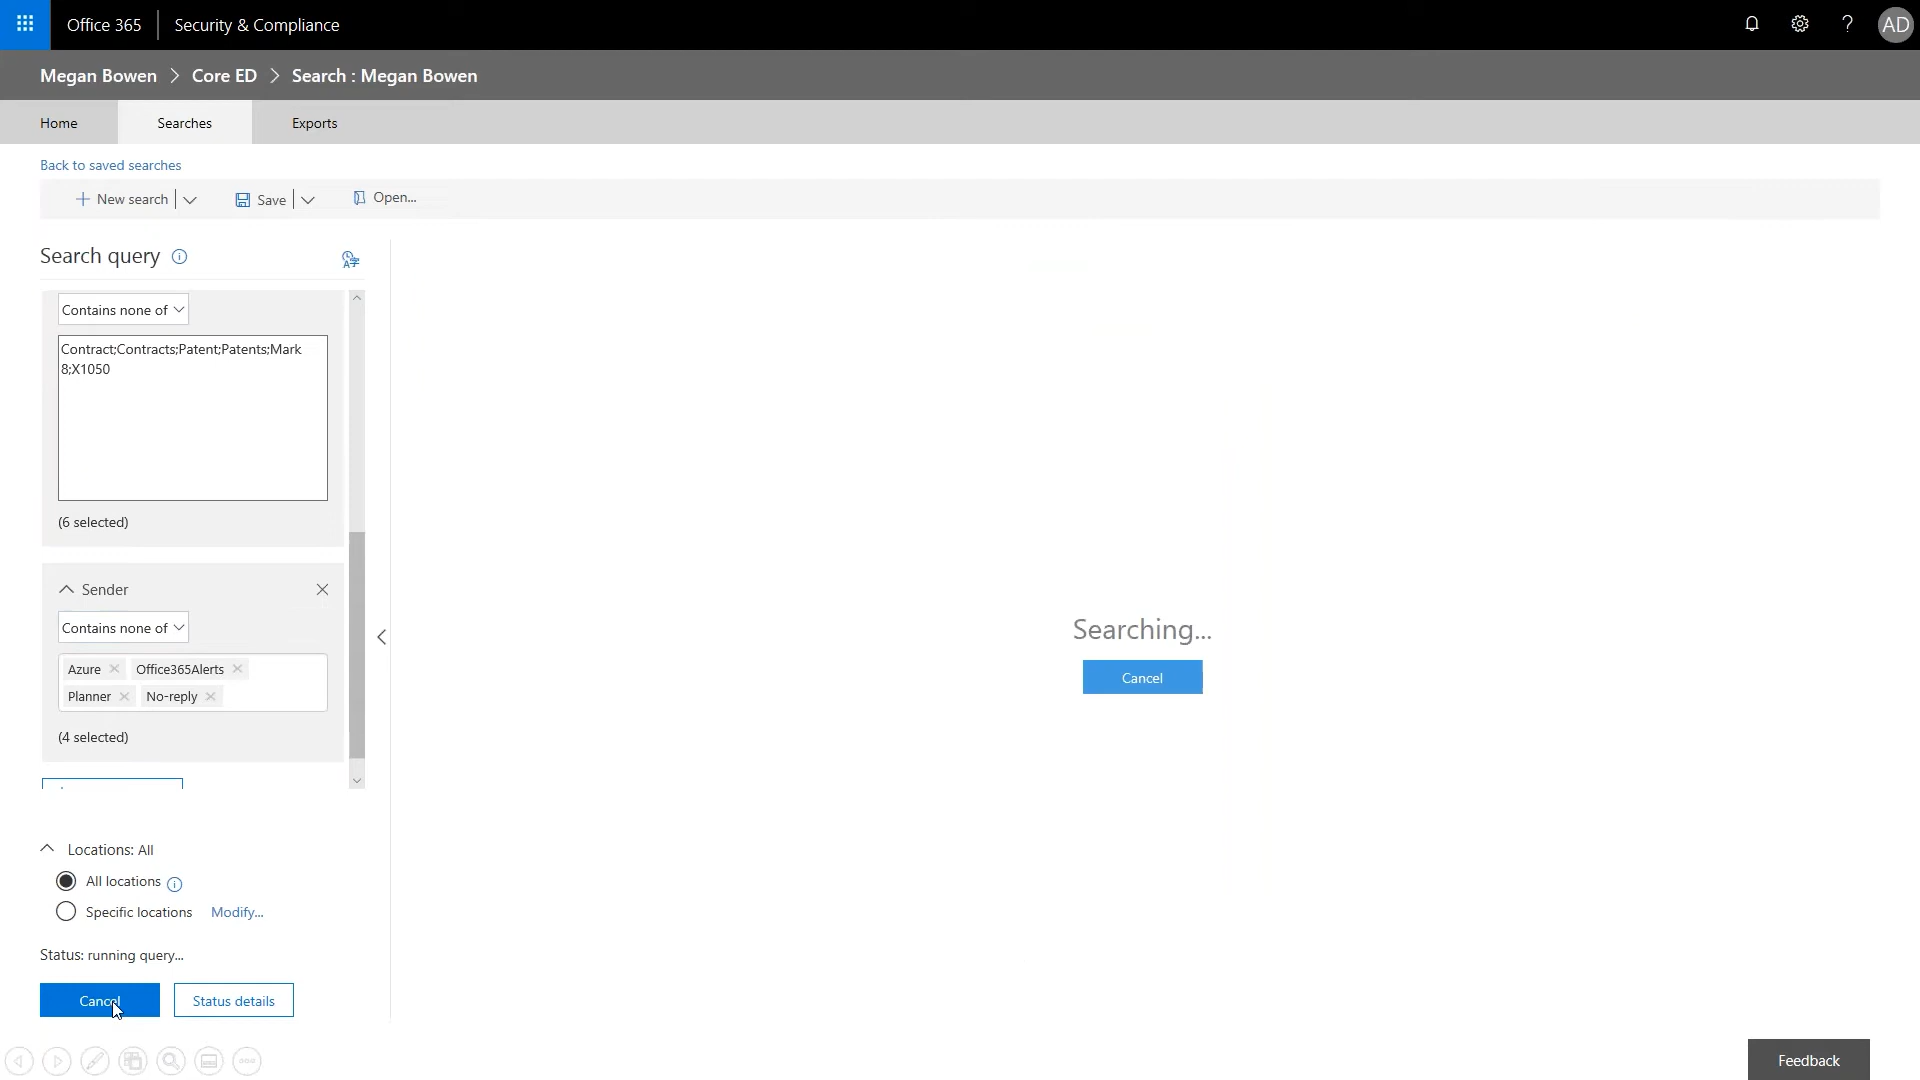 Office 365 Security & Compliance
AD
Megan Bowen > Core ED > Search : Megan Bowen
Home Searches Exports
Back to saved searches
New search Save Open...
Search query
Contains none of
Contract;Contracts;Patent;Patents;Mark
8;X1050
(6 selected)
Sender
Contains none of
Azure Office365Alerts
Planner No-reply
(4 selected)
Searching...
Cancel
Locations: All
All locations
Specific locations Modify...
Status: running query...
Cancel Status details
Feedback